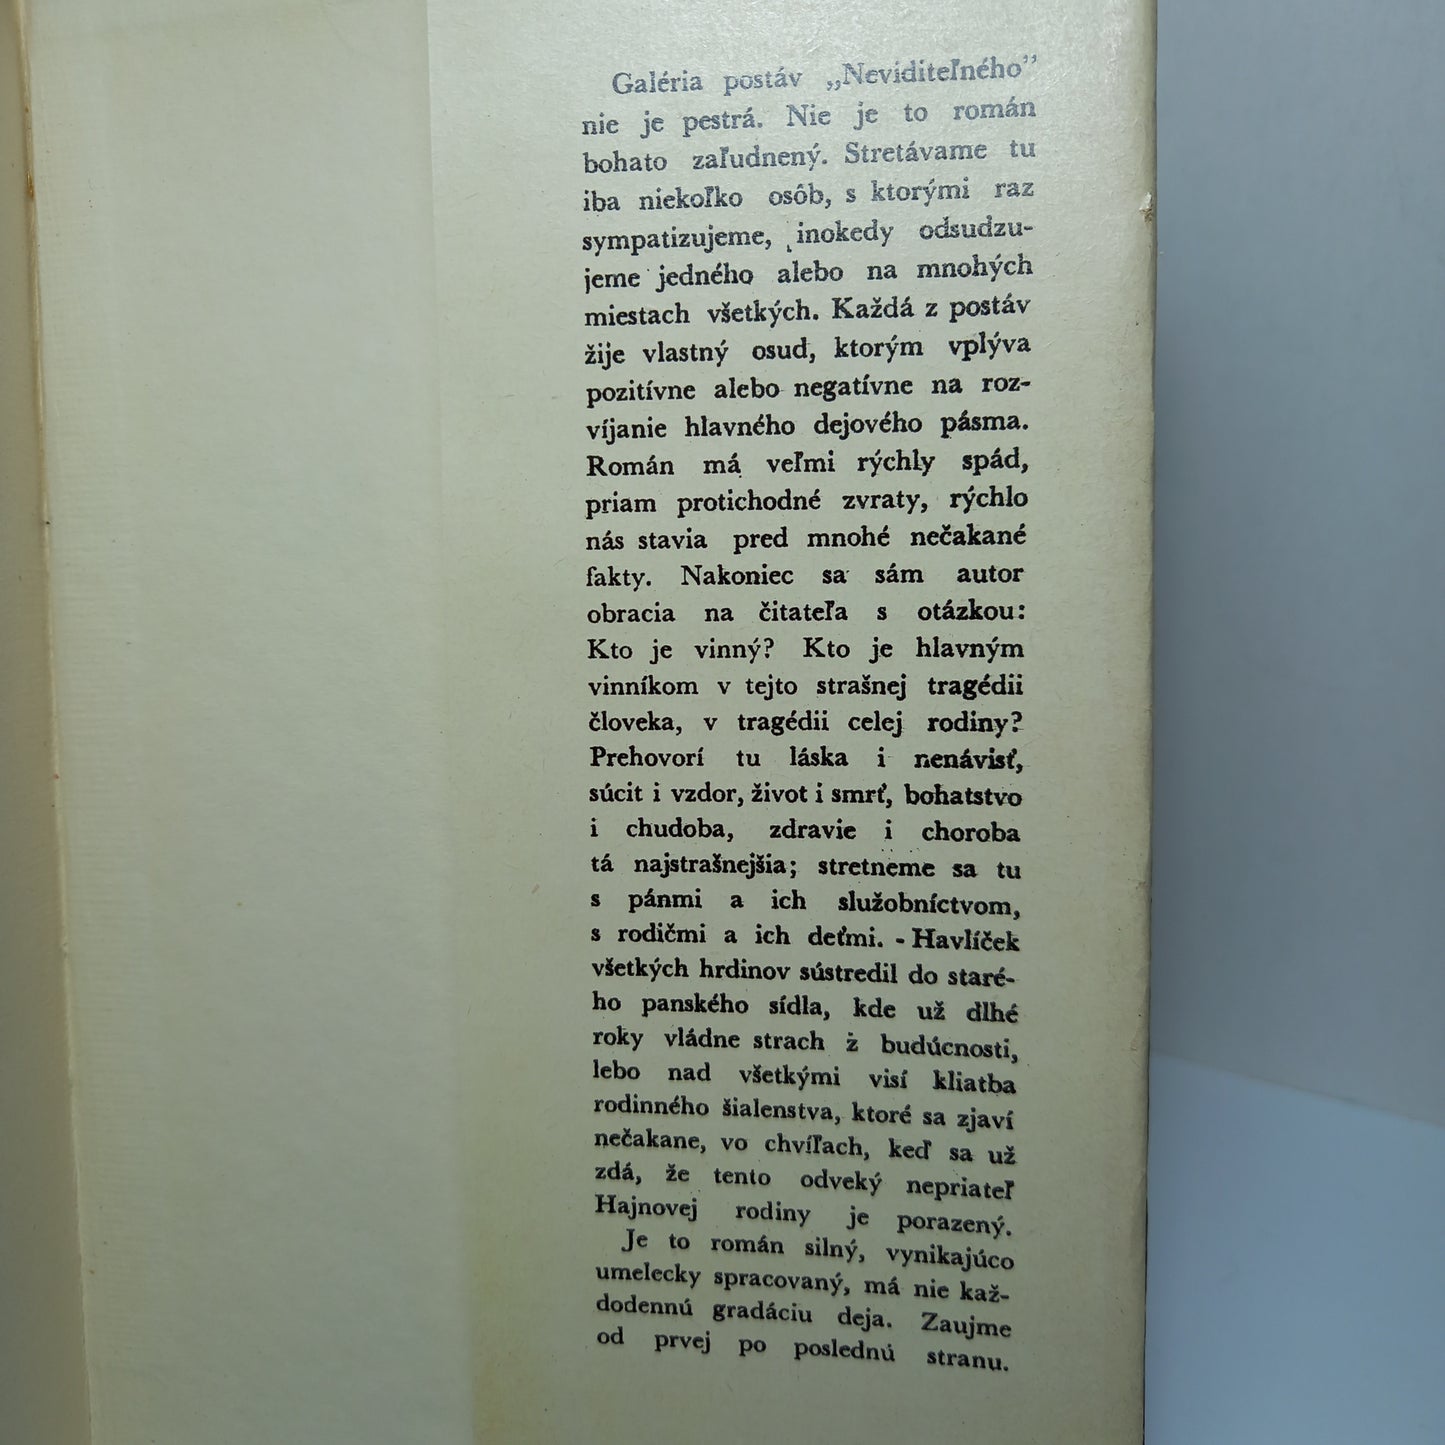 Galéria postáv „Neviditeľného”
nie je pestrá. Nie je to román
bohato zaľudnený. Stretávame tu
iba niekoľko osôb, s ktorými raz
sympatizujeme, inokedy odsudzu-
jeme jedného alebo na mnohých
miestach všetkých. Každá z postáv
žije vlastný osud, ktorým vplýva
pozitívne alebo negatívne na roz-
víjanie hlavného dejového pásma.
Román má veľmi rýchly spád,
priam protichodné zvraty, rýchlo
nás stavia pred mnohé nečakané
fakty. Nakoniec sa sám autor
obracia na čitateľa s otázkou:
Kto je vinný? Kto je hlavným
vinníkom v tejto strašnej tragédii
človeka, v tragédii celej rodiny?
Prehovorí tu láska i nenávisť,
súcit i vzdor, život i smrť, bohatstvo
i chudoba, zdravie i choroba
tá najstrašnejšia; stretneme sa tu
s pánmi a ich služobníctvom,
s rodičmi a ich deťmi. - Havlíček
všetkých hrdinov sústredil do staré-
ho panského sídla, kde už dlhé
roky vládne strach z budúcnosti,
lebo nad všetkými visí kliatba
rodinného šialenstva, ktoré sa zjaví
nečakane, vo chvíľach, keď sa už
zdá, že tento odveký nepriateľ
Hajnovej rodiny je porazený.
Je to román silný, vynikajúco
umelecky spracovaný, má nie kaž-
dodennú gradáciu deja. Zaujme
od prvej po poslednú stranu.